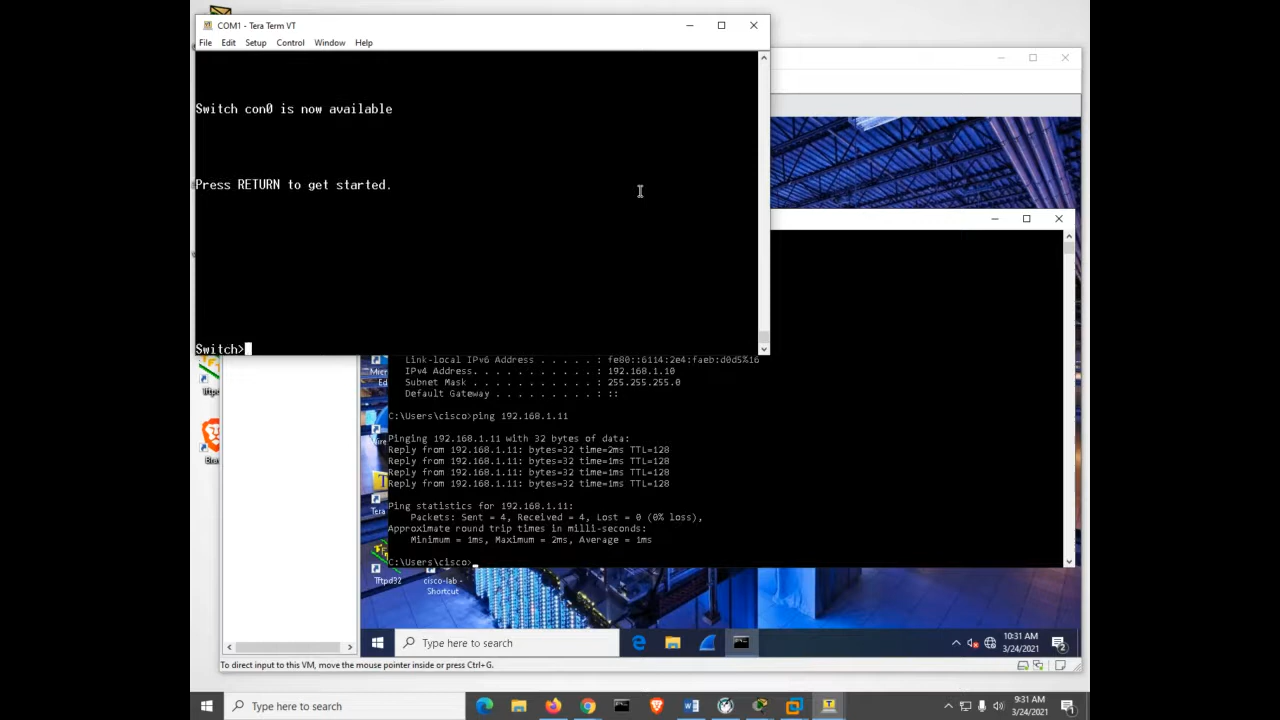 COM1 - Tera Term VT
File Edit Setup Control Window Help
Switch con0 is now available
Press RETURN to get started.
Switch>
Link-local IPv6 Address . . . . . : fe80::6114:2e4:faeb:d0d5%16
IPv4 Address. . . . . . . . . . . : 192.168.1.10
Subnet Mask . . . . . . . . . . . : 255.255.255.0
Default Gateway . . . . . . . . . : ::
C:\Users\cisco>ping 192.168.1.11
Pinging 192.168.1.11 with 32 bytes of data:
Reply from 192.168.1.11: bytes=32 time=2ms TTL=128
Reply from 192.168.1.11: bytes=32 time=1ms TTL=128
Reply from 192.168.1.11: bytes=32 time=1ms TTL=128
Reply from 192.168.1.11: bytes=32 time=1ms TTL=128
Ping statistics for 192.168.1.11:
Packets: Sent = 4, Received = 4, Lost = 0 (0% loss),
Approximate round trip times in milli-seconds:
Minimum = 1ms, Maximum = 2ms, Average = 1ms
C:\Users\cisco>
Tera
Tftpd32
cisco-lab -
Shortcut
Type here to search
10:31 AM
3/24/2021
2
To direct input to this VM, move the mouse pointer inside or press Ctrl+G.
Type here to search
9:31 AM
3/24/2021
1